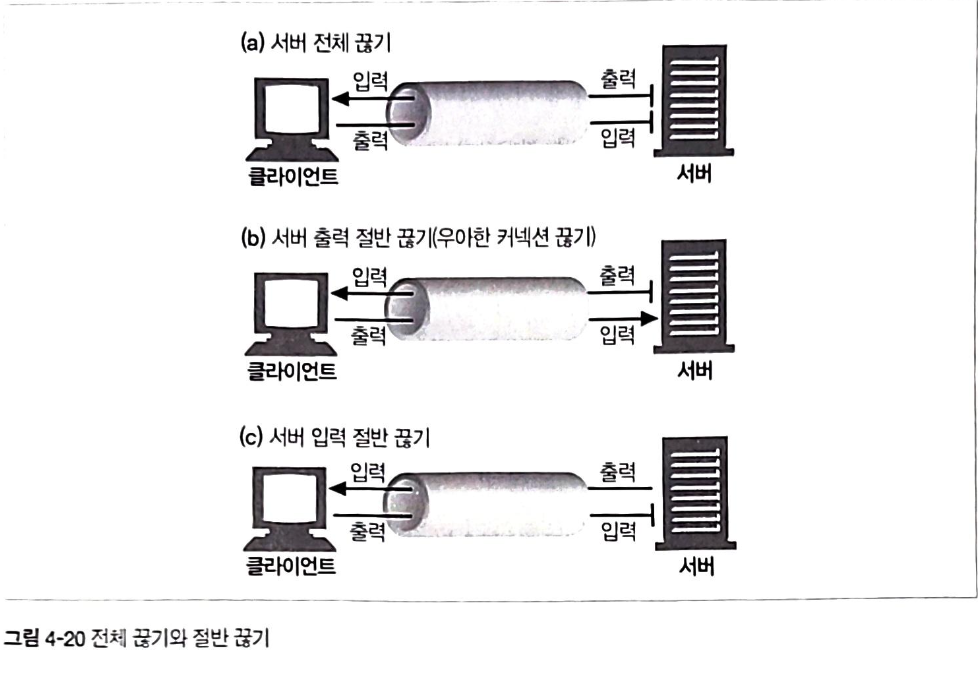 (a) 서버 전체 끊기
입력 출력
출력 입력
클라이언트 서버
(b) 서버 출력 절반 끊기(우아한 커넥션 끊기)
입력 출력
출력 입력
클라이언트 서버
(c) 서버 입력 절반 끊기
입력 출력
출력 입력
클라이언트 서버
그림 4-20 전체 끊기와 절반 끊기